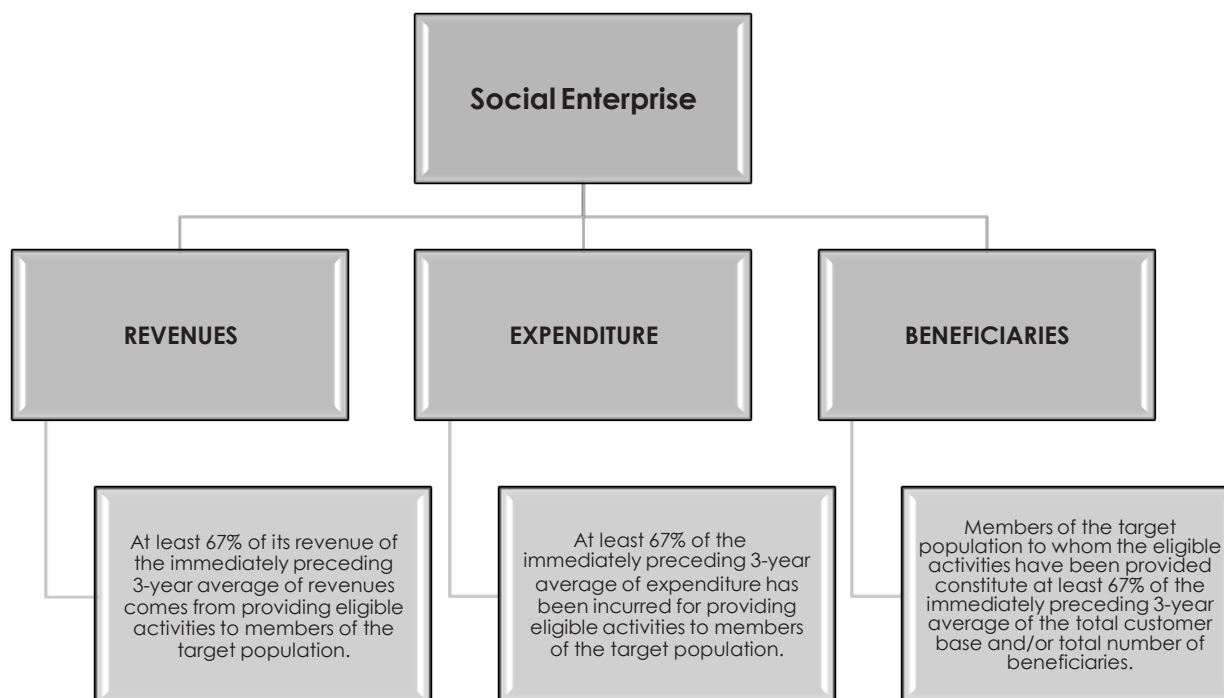 Social Enterprise
REVENUES
EXPENDITURE
BENEFICIARIES
At least 67% of its revenue of
the immediately preceding
3-year average of revenues
comes from providing eligible
activities to members of the
target population.
At least 67% of the
immediately preceding 3-year
average of expenditure has
been incurred for providing
eligible activities to members
of the target population.
Members of the target
population to whom the eligible
activities have been provided
constitute at least 67% of the
immediately preceding 3-year
average of the total customer
base and/or total number of
beneficiaries.